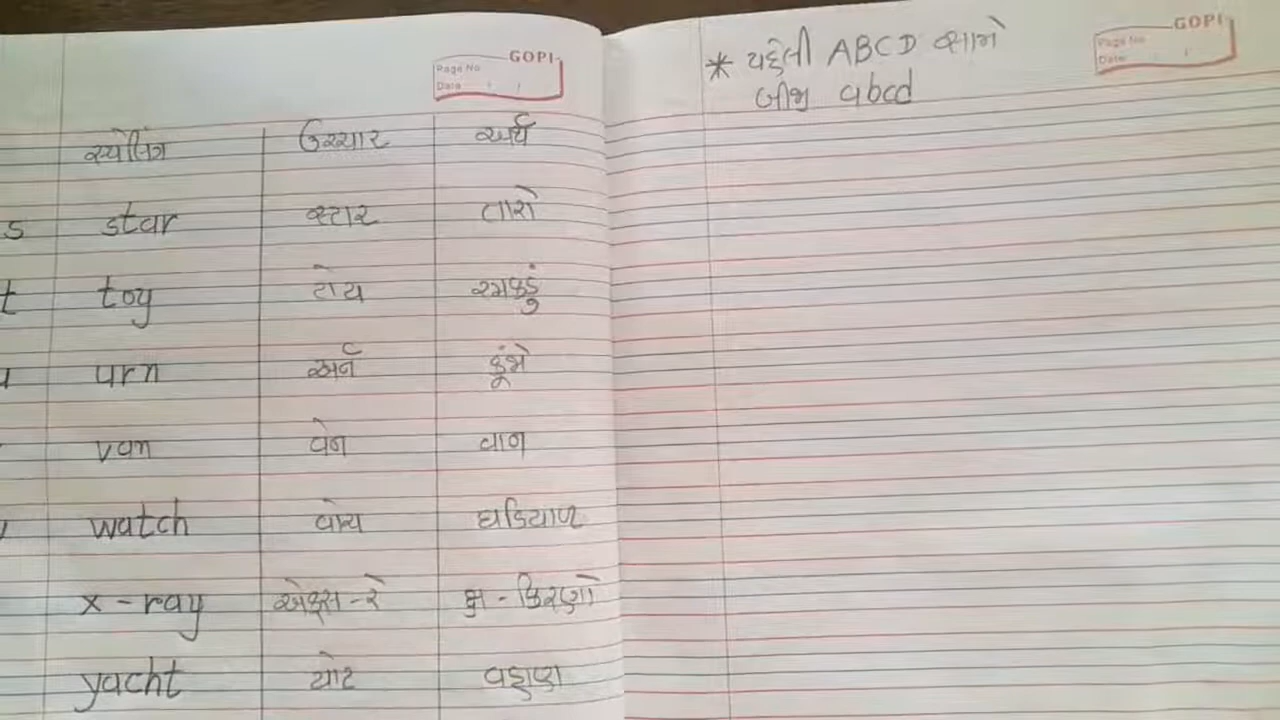 GOPI
Page No
Date
સ્પેલિંગ ઉચ્ચાર અર્થ
s star સ્ટાર તારો
t toy ટોય રમકડું
u urn અર્ન કૂંભો
van વેન વાન
watch વોચ ઘડિયાળ
x-ray એક્સ-રે ક્ષ-કિરણો
yacht યોટ વહાણ
GOPI
Page No
Date
* પહેલી ABCD સામે
બીજી abcd